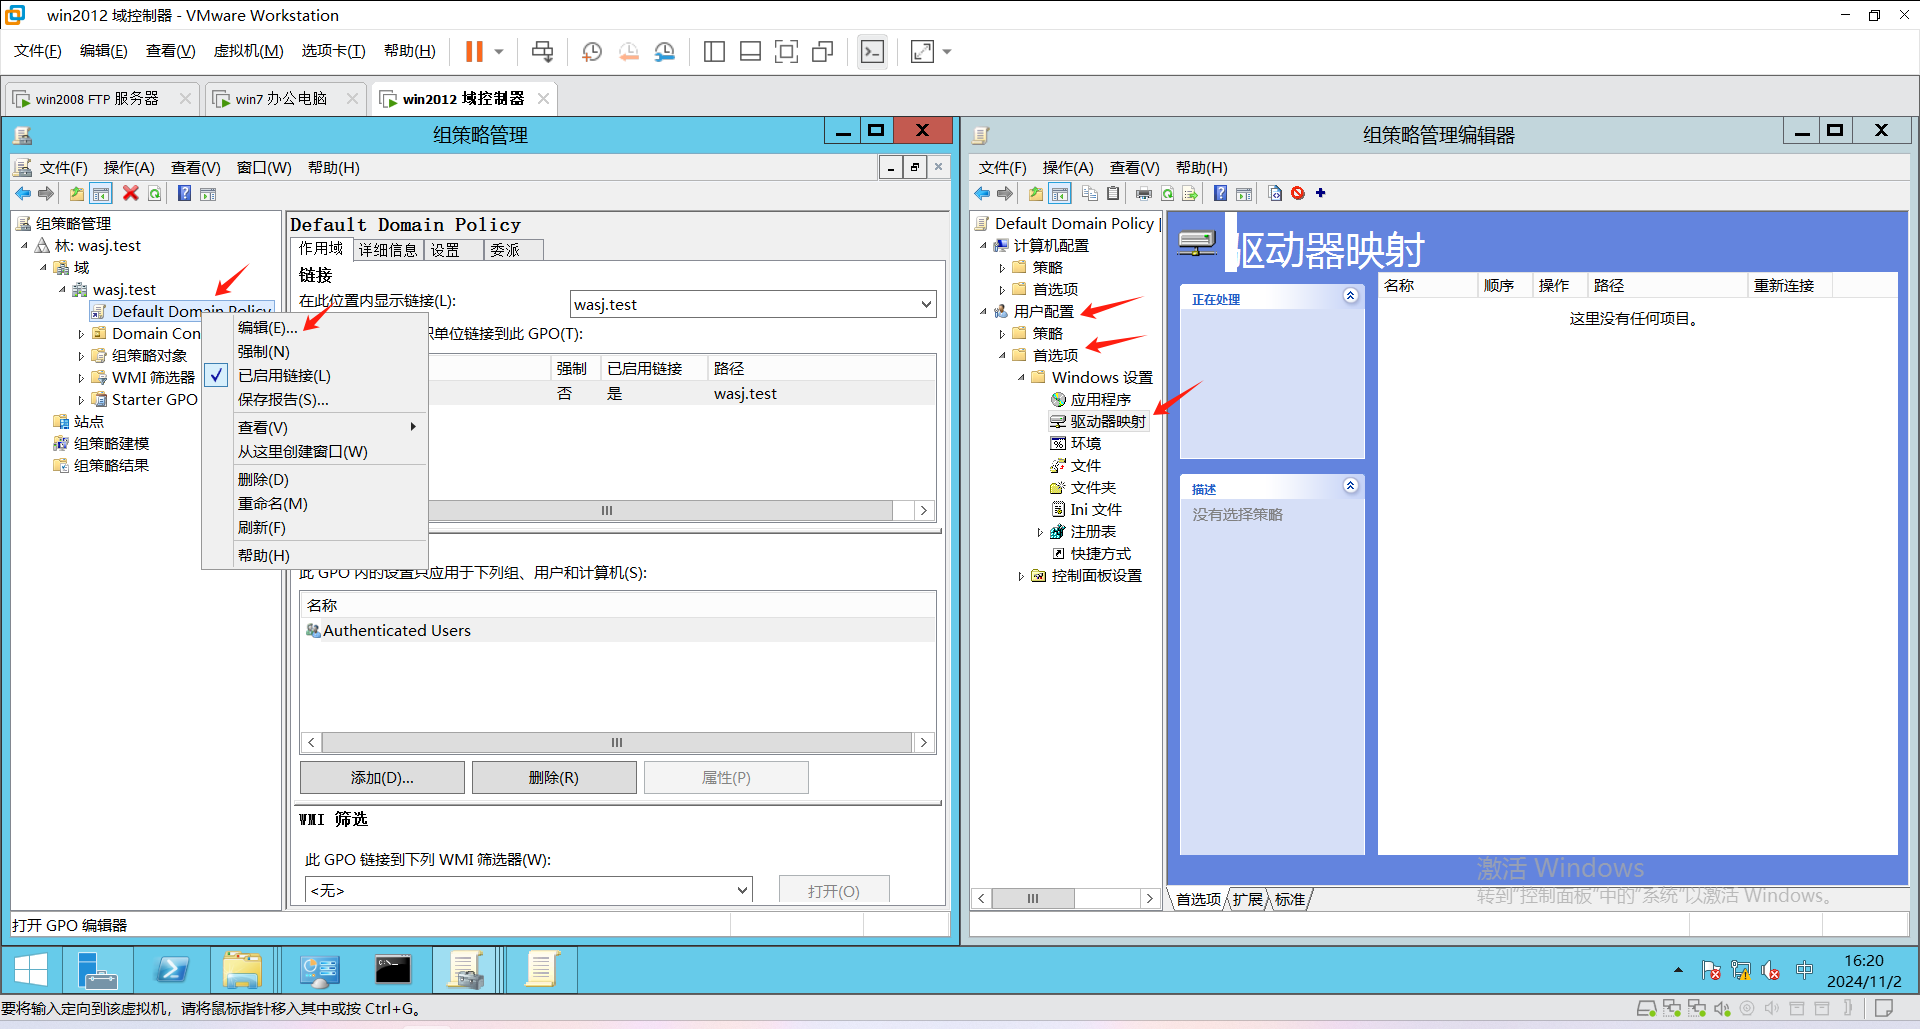 win2012 域控制器 - VMware Workstation
文件(F) 编辑(E) 查看(V) 虚拟机(M) 选项卡(T) 帮助(H)
win2008 FTP 服务器
win7 办公电脑
win2012 域控制器
组策略管理
文件(F) 操作(A) 查看(V) 窗口(W) 帮助(H)
组策略管理
林: wasj.test
域
wasj.test
Default Domain Policy
Domain Con
组策略对象
WMI 筛选器
Starter GPO
站点
组策略建模
组策略结果
编辑(E)...
强制(N)
已启用链接(L)
保存报告(S)...
查看(V)
从这里创建窗口(W)
删除(D)
重命名(M)
刷新(F)
帮助(H)
Default Domain Policy
作用域 详细信息 设置 委派
链接
在此位置内显示链接(L):
wasj.test
织单位链接到此 GPO(T):
强制 已启用链接 路径
否 是 wasj.test
此 GPO 内的设置只应用于下列组、用户和计算机(S):
名称
Authenticated Users
添加(D)... 删除(R) 属性(P)
WMI 筛选
此 GPO 链接到下列 WMI 筛选器(W):
<无>
打开(O)
打开 GPO 编辑器
组策略管理编辑器
文件(F) 操作(A) 查看(V) 帮助(H)
Default Domain Policy
计算机配置
策略
首选项
用户配置
策略
首选项
Windows 设置
应用程序
驱动器映射
环境
文件
文件夹
Ini 文件
注册表
快捷方式
控制面板设置
驱动器映射
正在处理
描述
没有选择策略
名称 顺序 操作 路径 重新连接
这里没有任何项目。
首选项 扩展 标准
激活 Windows
转到"控制面板"中的"系统"以激活 Windows。
中
16:20
2024/11/2
要将输入定向到该虚拟机，请将鼠标指针移入其中或按 Ctrl+G。